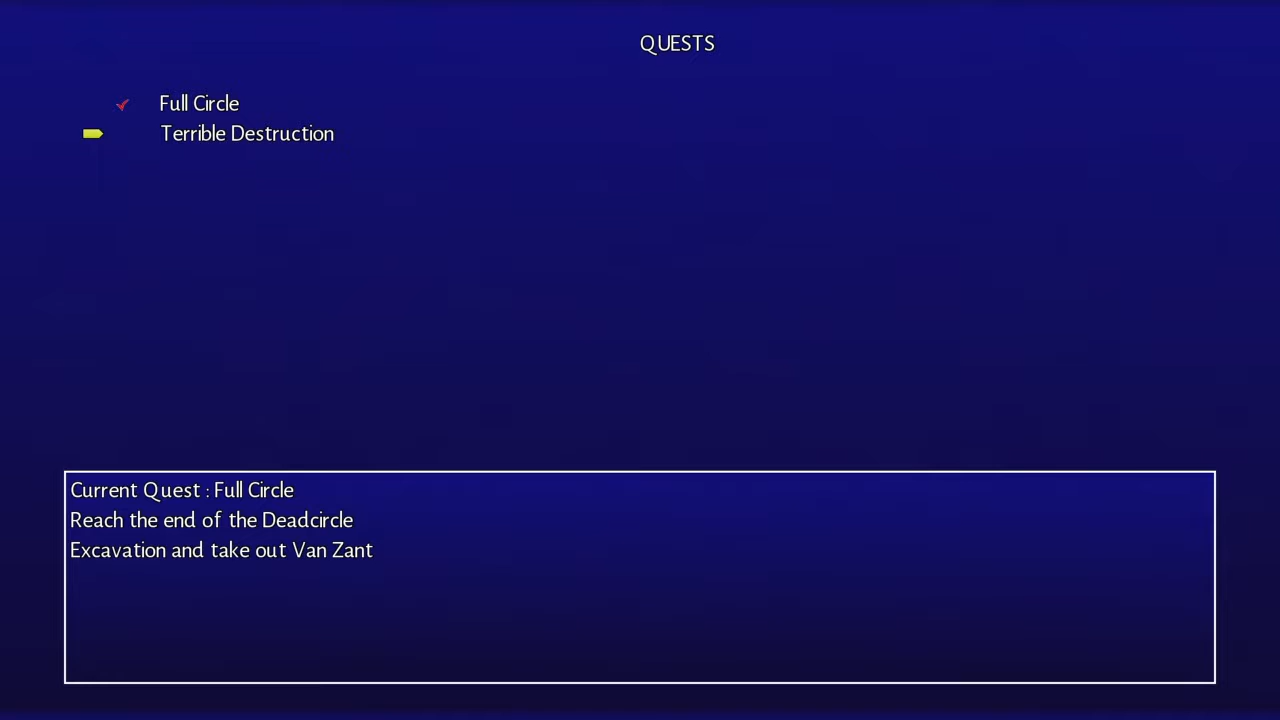 QUESTS
Full Circle
Terrible Destruction
Current Quest : Full Circle
Reach the end of the Deadcircle
Excavation and take out Van Zant